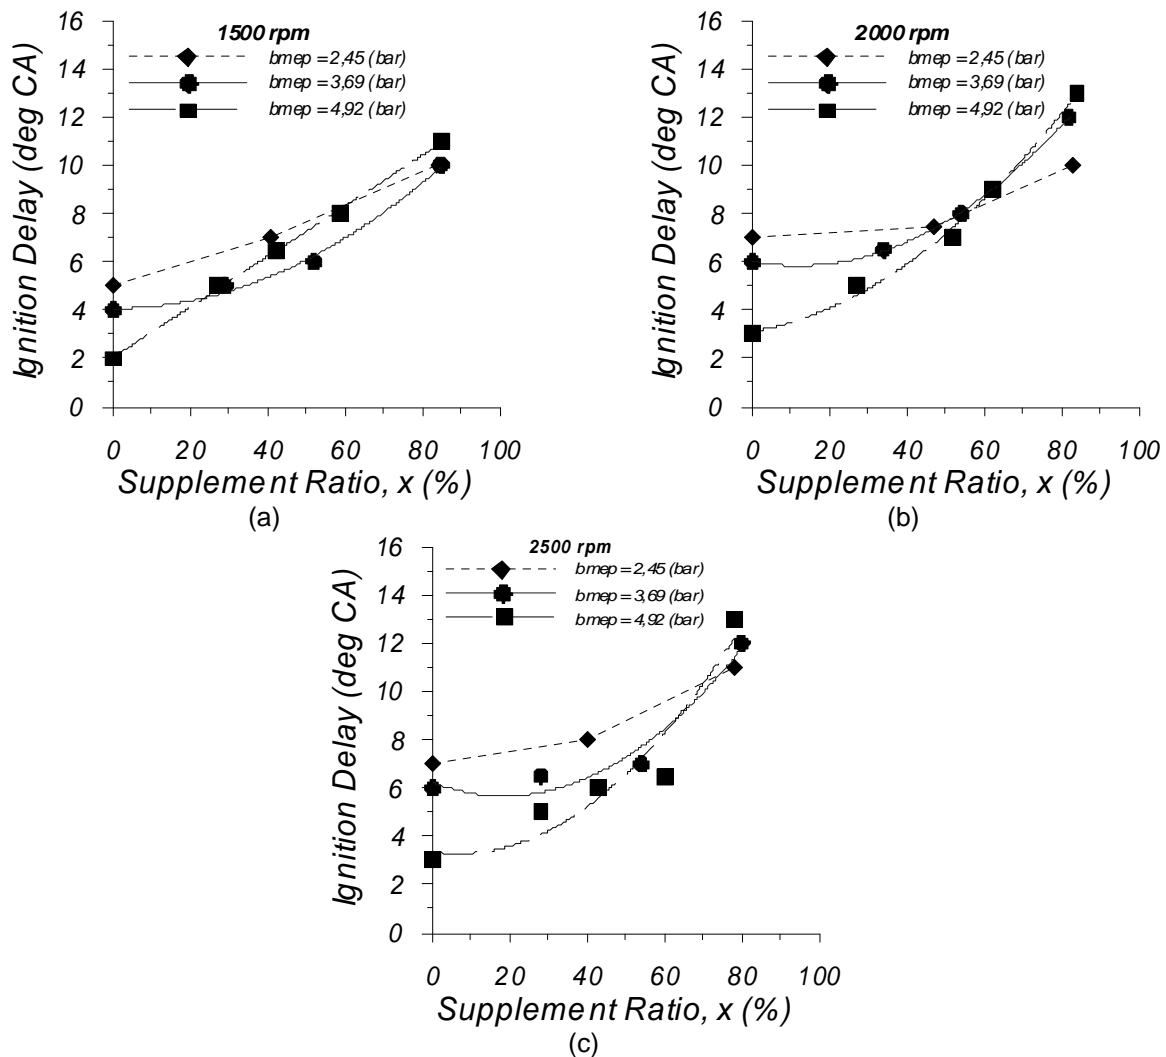 1500 rpm
bmep = 2,45 (bar)
bmep = 3,69 (bar)
bmep = 4,92 (bar)
Ignition Delay (deg CA)
16
14
12
10
8
6
4
2
0
0 20 40 60 80 100
Supplement Ratio, x (%)
(a)
2000 rpm
bmep = 2,45 (bar)
bmep = 3,69 (bar)
bmep = 4,92 (bar)
Ignition Delay (deg CA)
16
14
12
10
8
6
4
2
0
0 20 40 60 80 100
Supplement Ratio, x (%)
(b)
2500 rpm
bmep = 2,45 (bar)
bmep = 3,69 (bar)
bmep = 4,92 (bar)
Ignition Delay (deg CA)
16
14
12
10
8
6
4
2
0
0 20 40 60 80 100
Supplement Ratio, x (%)
(c)